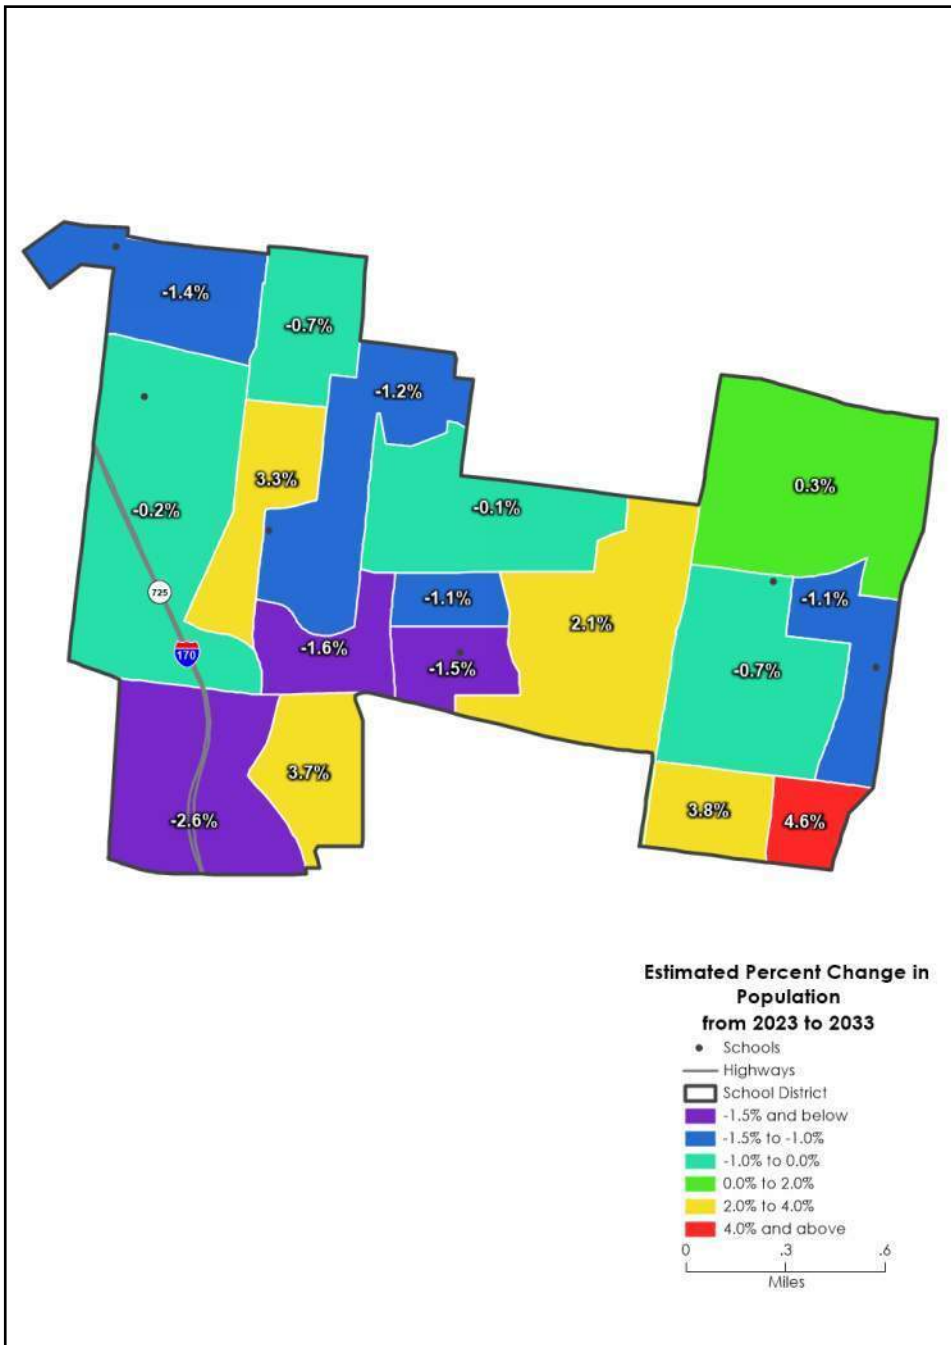 -1.4%
-0.7%
-1.2%
3.3%
0.3%
-0.2%
-0.1%
725
-1.1%
-1.1%
2.1%
-1.6%
170
-1.5%
-0.7%
3.7%
-2.6%
3.8%
4.6%
Estimated Percent Change in
Population
from 2023 to 2033
Schools
Highways
School District
-1.5% and below
-1.5% to -1.0%
-1.0% to 0.0%
0.0% to 2.0%
2.0% to 4.0%
4.0% and above
0 .3 .6
Miles